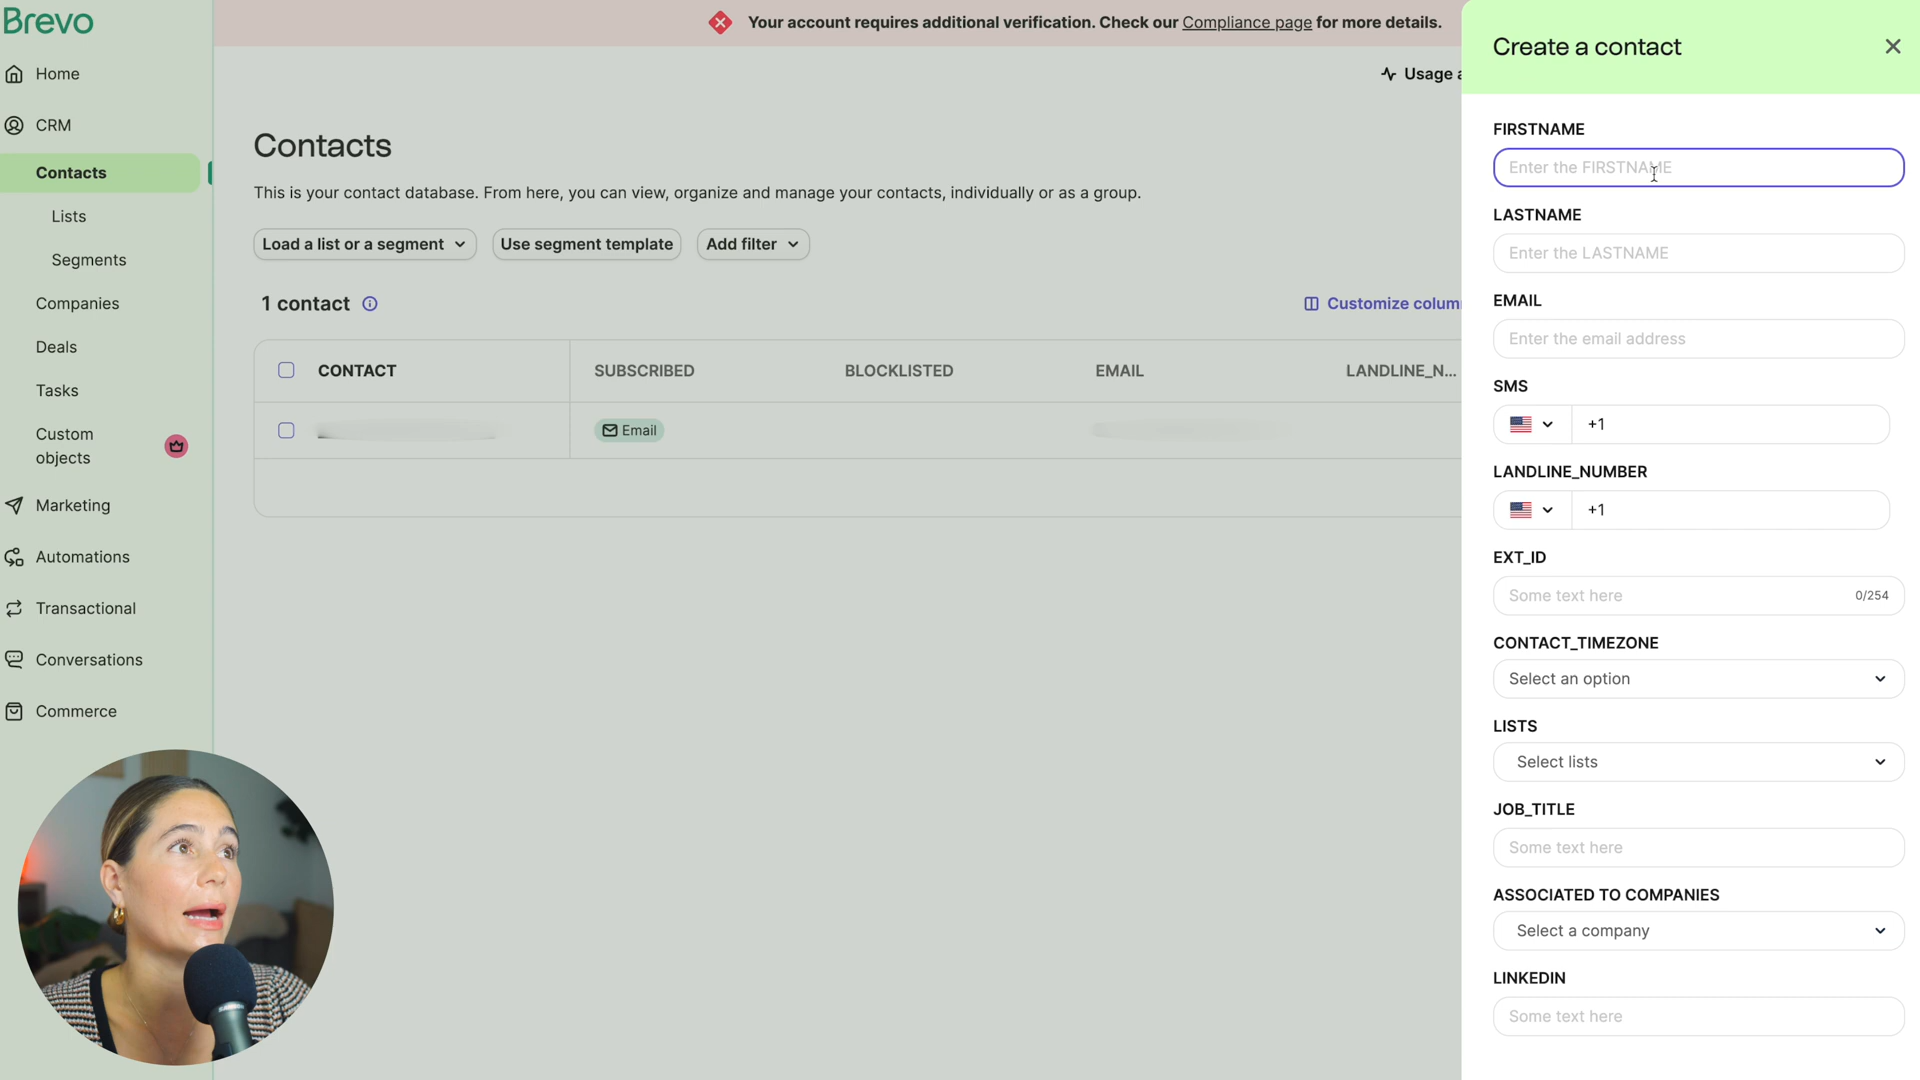 Brevo
Home
CRM
Contacts
Lists
Segments
Companies
Deals
Tasks
Custom
objects
Marketing
Automations
Transactional
Conversations
Commerce
Your account requires additional verification. Check our Compliance page for more details.
Usage a
Contacts
This is your contact database. From here, you can view, organize and manage your contacts, individually or as a group.
Load a list or a segment
Use segment template
Add filter
1 contact
Customize colum
CONTACT
SUBSCRIBED
BLOCKLISTED
EMAIL
LANDLINE_N...
Email
Create a contact
FIRSTNAME
Enter the FIRSTNAME
LASTNAME
Enter the LASTNAME
EMAIL
Enter the email address
SMS
+1
LANDLINE_NUMBER
+1
EXT_ID
Some text here
0/254
CONTACT_TIMEZONE
Select an option
LISTS
Select lists
JOB_TITLE
Some text here
ASSOCIATED TO COMPANIES
Select a company
LINKEDIN
Some text here